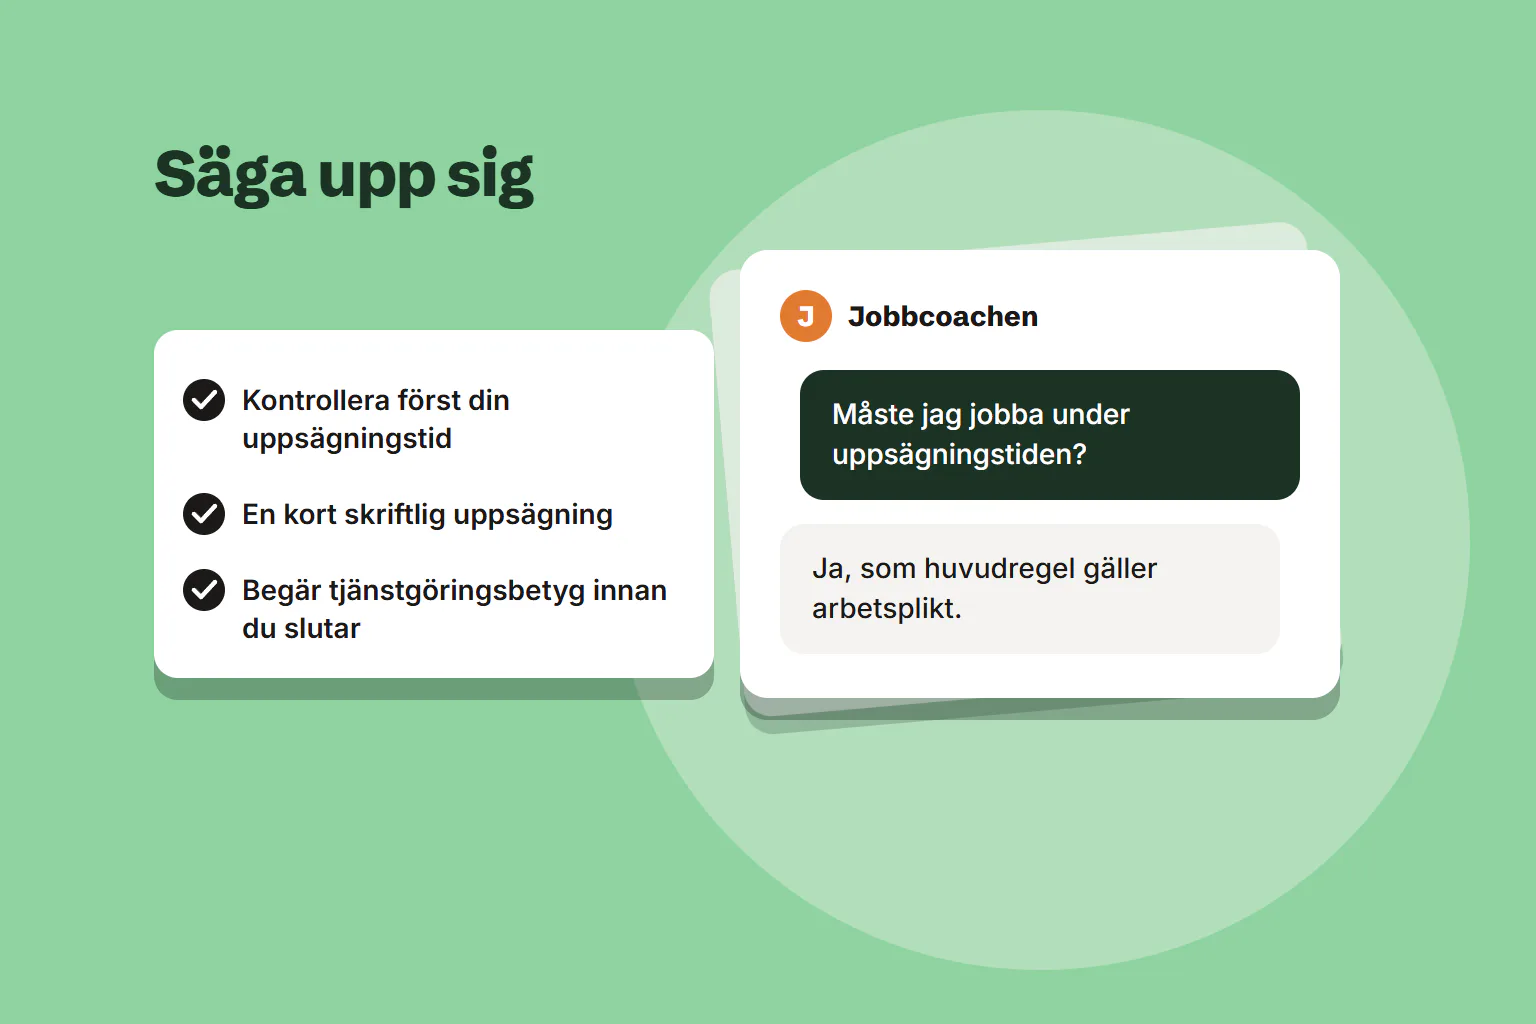 Säga upp sig
Kontrollera först din
uppsägningstid
En kort skriftlig uppsägning
Begär tjänstgöringsbetyg innan
du slutar
J
Jobbcoachen
Måste jag jobba under
uppsägningstiden?
Ja, som huvudregel gäller
arbetsplikt.